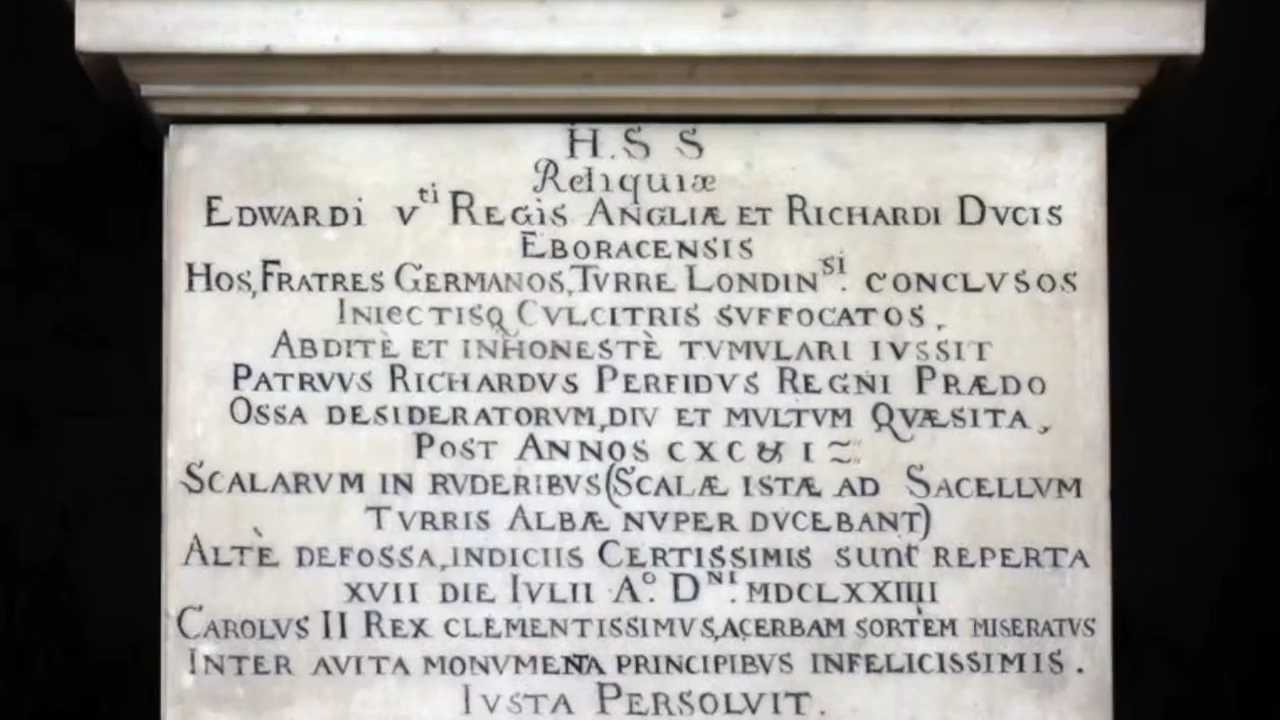 H.S S
Reliquiæ
EDWARDi Vti REGiS ANGLIÆ ET RICHARDI DVCIS
EBORACENSIS
HOS, FRATRES GERMANOS, TVRRE LONDINsi. CONCLVSOS
INIeCTISQ CVLCITRIS SVFFOCATOS,
ABDITÈ ET INHONESTÈ TVMVLARI IVSSIT
PATRVVS RICHARDVS PERFIDVS REGNI PRÆDO
OSSA DESIDERATORVM, DIV ET MVLTVM QVÆSITA,
POST ANNOS CXC & I
SCALARVM IN RVDERIBVS (SCALÆ ISTÆ AD SACELLVM
TVRRIS ALBÆ NVPER DVCEBANT)
ALTÈ DEFOSSA, INDICIIS CERTISSIMIS sunt REPERTA
XVII DIE IVLII Aº. DNI. MDCLXXIIII
CAROLVS II REX CLEMENTISSIMVS, ACERBAM SORTEM MISERATVS
INTER AVITA MONVMENA PRINCIPIBVS INFELICISSIMIS.
IVSTA PERSOLVIT.